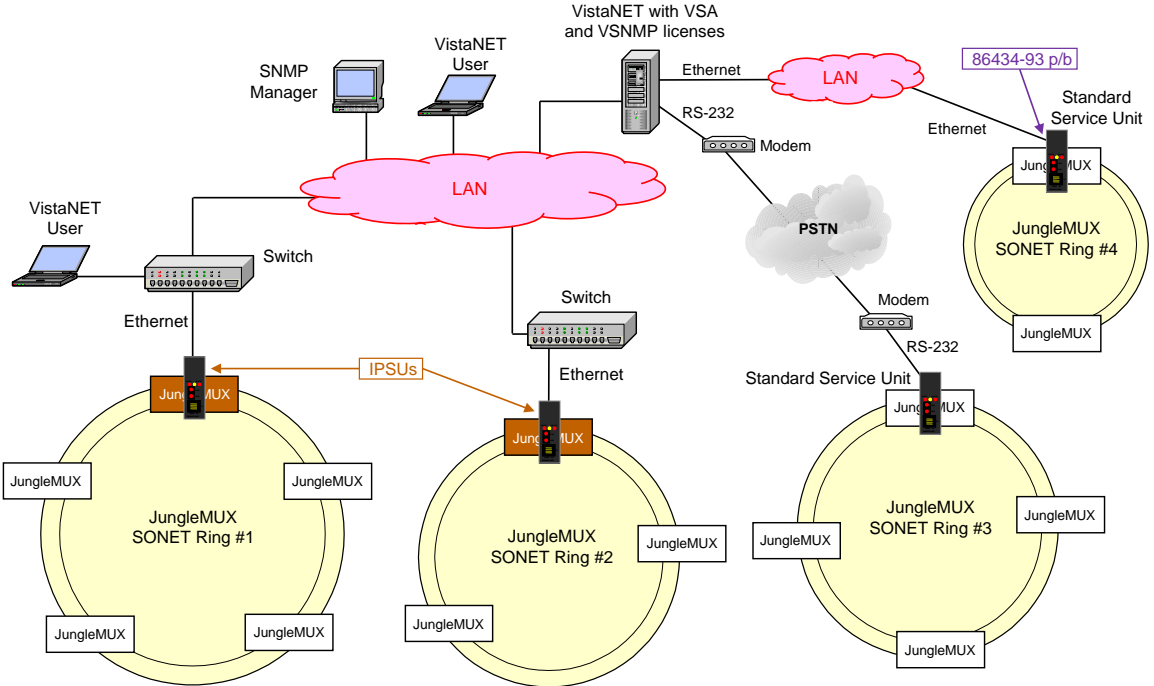 VistaNET with VSA
and VSNMP licenses
VistaNET
User
SNMP
Manager
Ethernet
LAN
86434-93 p/b
Standard
Service Unit
RS-232
Ethernet
Modem
JungleMUX
LAN
VistaNET
User
PSTN
JungleMUX
SONET Ring #4
Switch
Switch
Modem
Ethernet
JungleMUX
RS-232
IPSUs
Ethernet
Standard Service Unit
JungleMUX
JungleMUX
JungleMUX
JungleMUX
JungleMUX
JungleMUX
JungleMUX
SONET Ring #1
JungleMUX
SONET Ring #2
JungleMUX
JungleMUX
SONET Ring #3
JungleMUX
JungleMUX
JungleMUX
JungleMUX
JungleMUX
JungleMUX